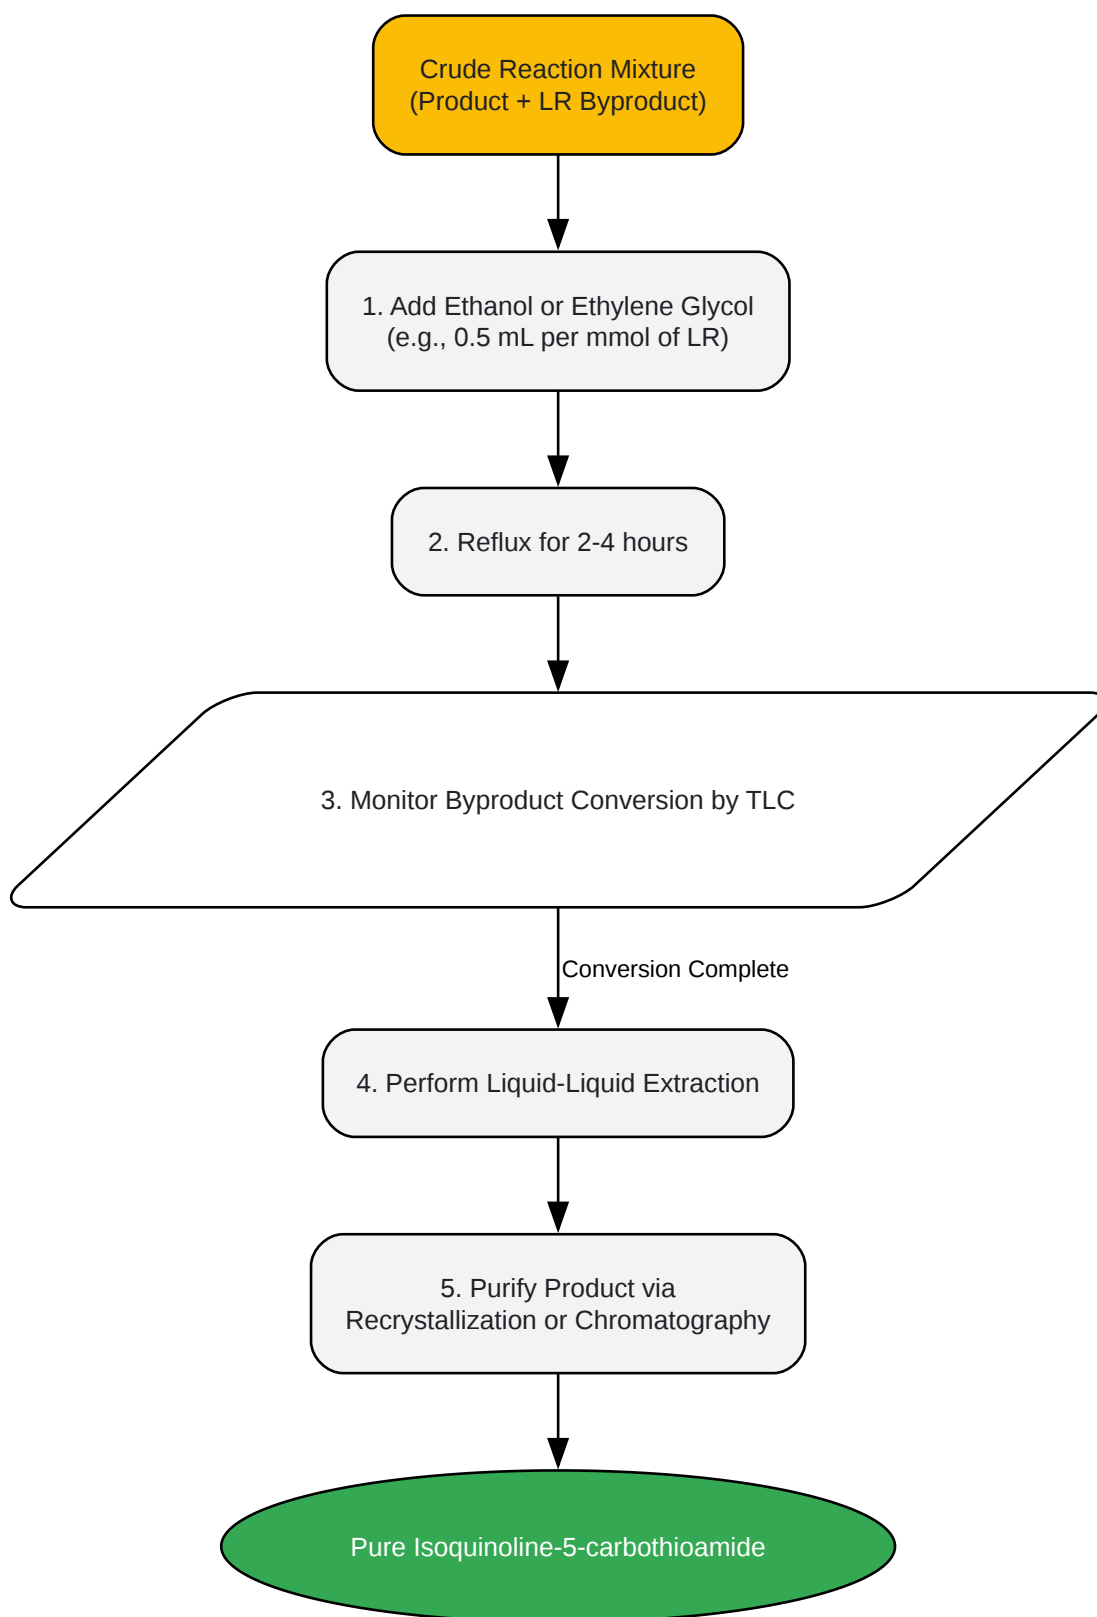 Crude Reaction Mixture
(Product + LR Byproduct)
1. Add Ethanol or Ethylene Glycol
(e.g., 0.5 mL per mmol of LR)
2. Reflux for 2-4 hours
3. Monitor Byproduct Conversion by TLC
Conversion Complete
4. Perform Liquid-Liquid Extraction
5. Purify Product via
Recrystallization or Chromatography
Pure Isoquinoline-5-carbothioamide